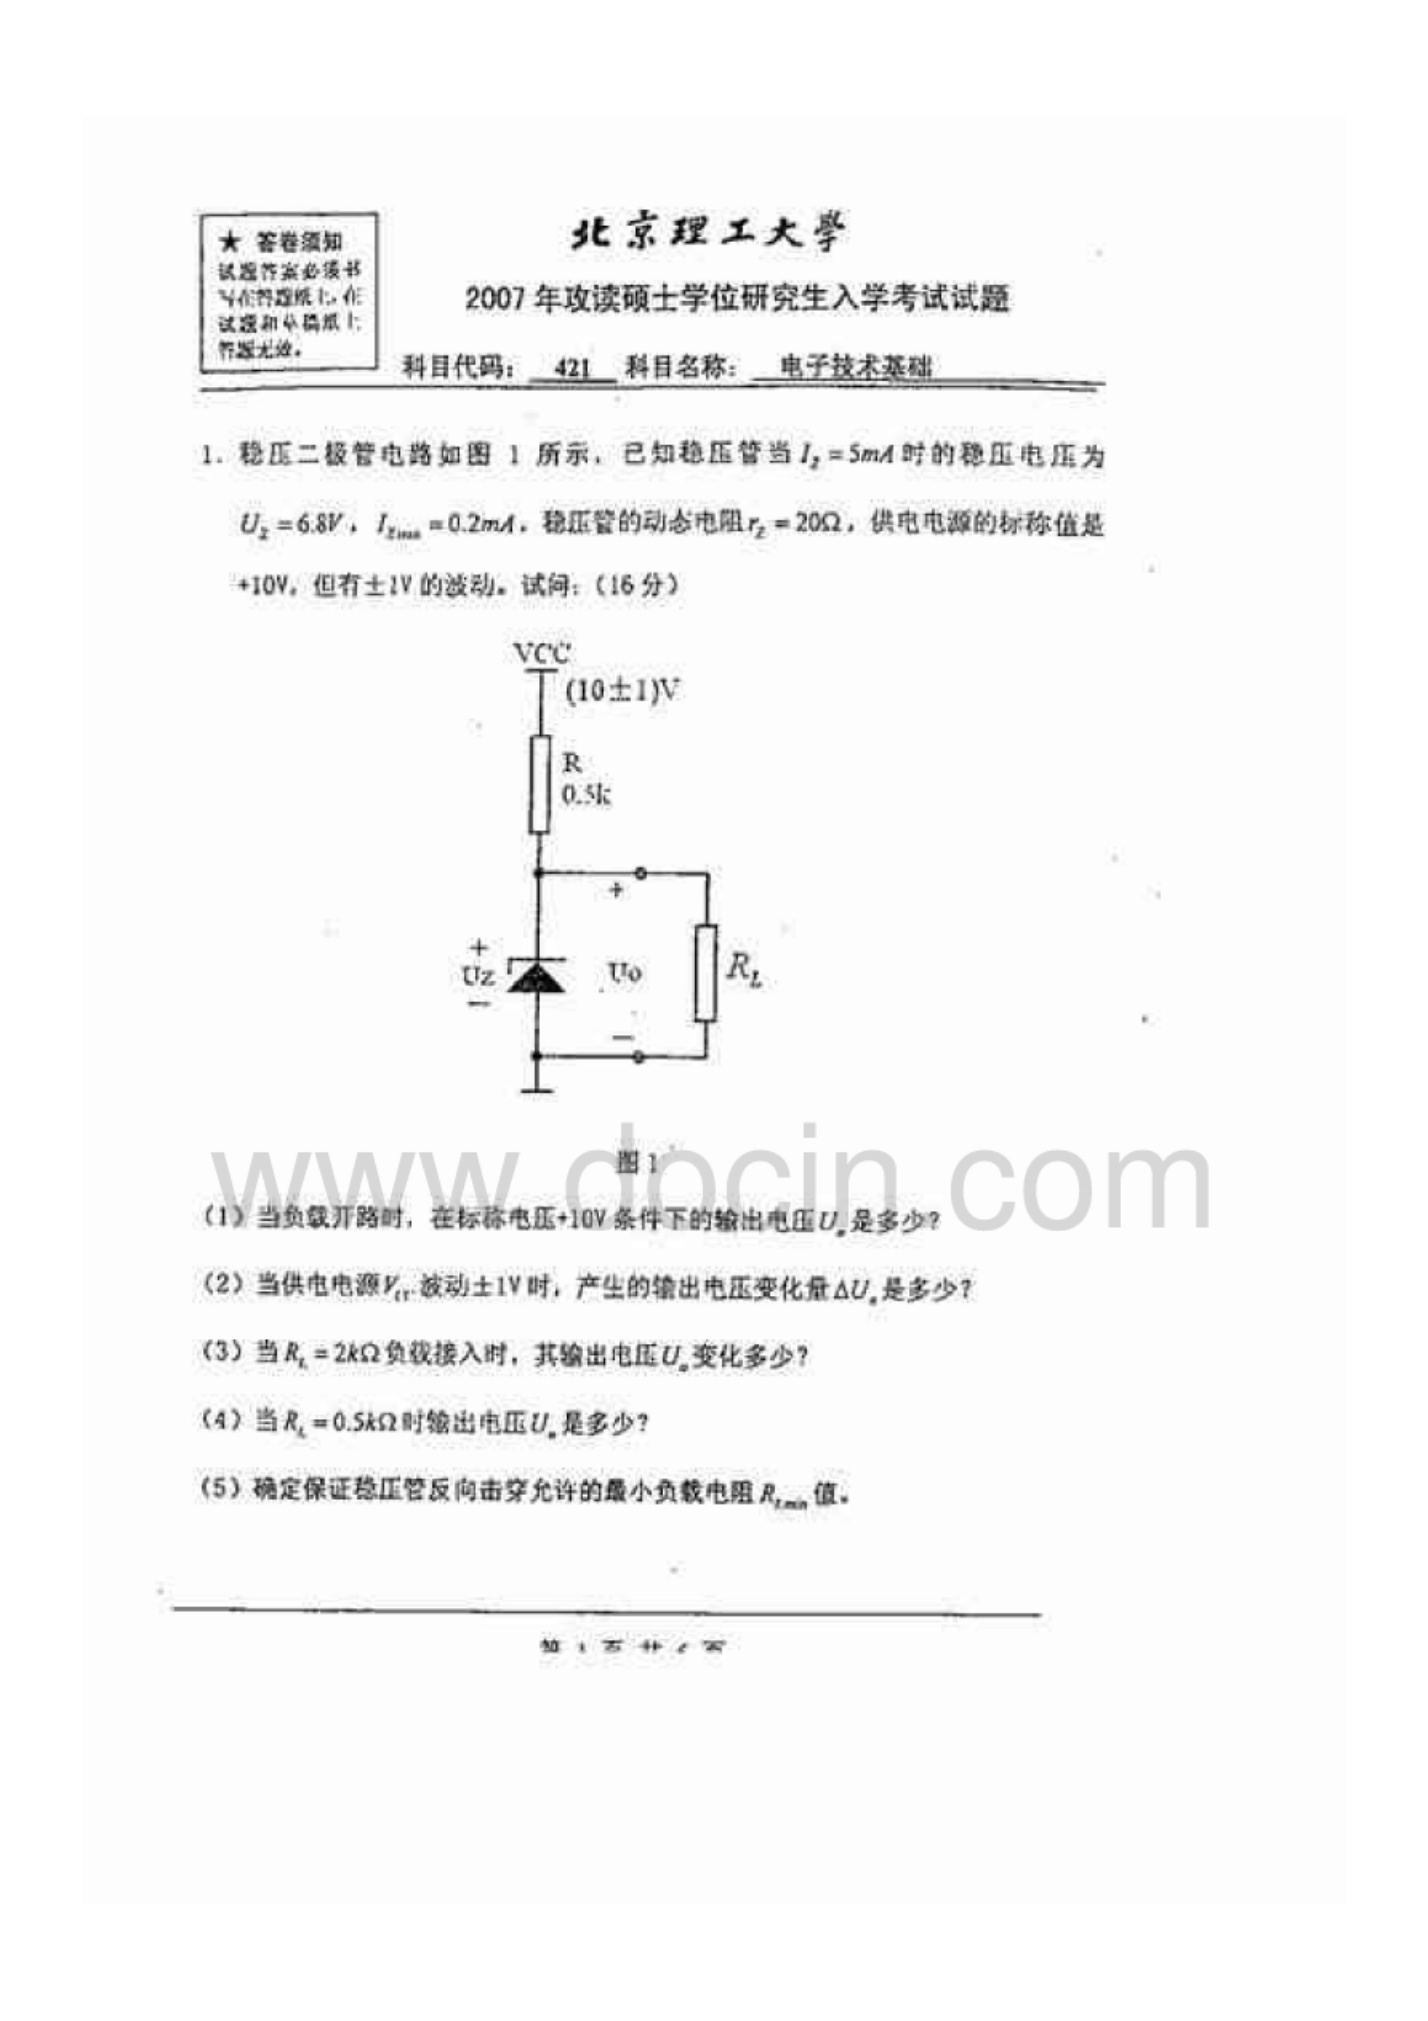 ★ 答卷须知
试题答案必须书
写在答题纸上,在
试题和草稿纸上
答题无效。
北京理工大學
2007 年攻读硕士学位研究生入学考试试题
科目代码: 421 科目名称: 电子技术基础
1. 稳压二极管电路如图 1 所示,已知稳压管当 I_Z = 5mA 时的稳压电压为
U_Z = 6.8V, I_Zmin = 0.2mA,稳压管的动态电阻 r_Z = 20Ω,供电电源的标称值是
+10V,但有±1V 的波动。试问:(16 分)
VCC
(10±1)V
R
0.5k
+
+
Uz
Uo
R_L
−
−
图 1
www.docin.com
(1) 当负载开路时,在标称电压+10V 条件下的输出电压 U_o 是多少?
(2) 当供电电源 V_CC 波动±1V 时,产生的输出电压变化量 ΔU_o 是多少?
(3) 当 R_L = 2kΩ 负载接入时,其输出电压 U_o 变化多少?
(4) 当 R_L = 0.5kΩ 时输出电压 U_o 是多少?
(5) 确定保证稳压管反向击穿允许的最小负载电阻 R_Lmin 值。